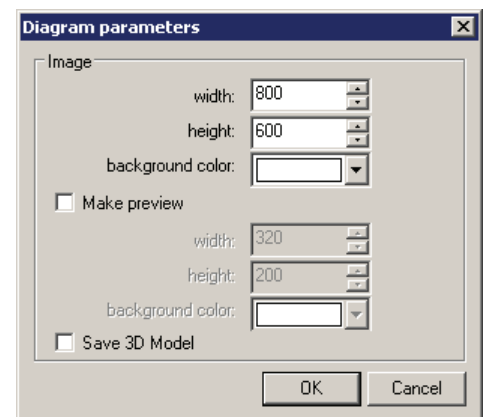 Diagram parameters
Image
width: 800
height: 600
background color:
Make preview
width: 320
height: 200
background color:
Save 3D Model
OK Cancel